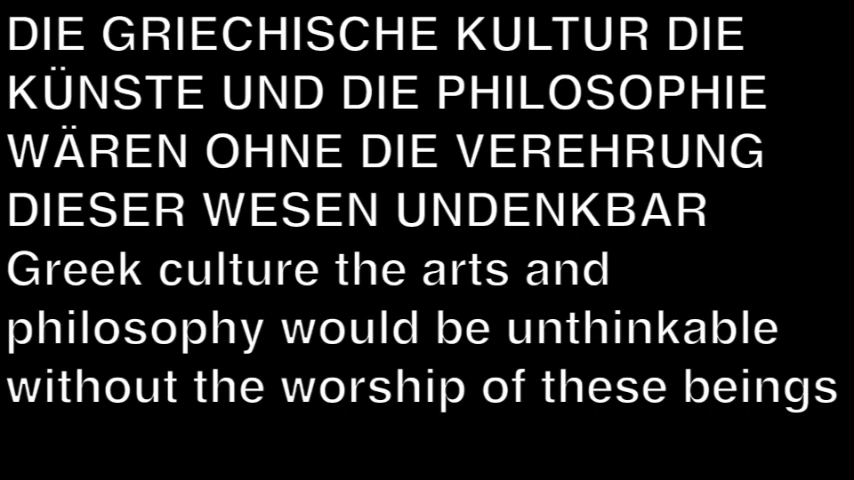 DIE GRIECHISCHE KULTUR DIE
KÜNSTE UND DIE PHILOSOPHIE
WÄREN OHNE DIE VEREHRUNG
DIESER WESEN UNDENKBAR
Greek culture the arts and
philosophy would be unthinkable
without the worship of these beings